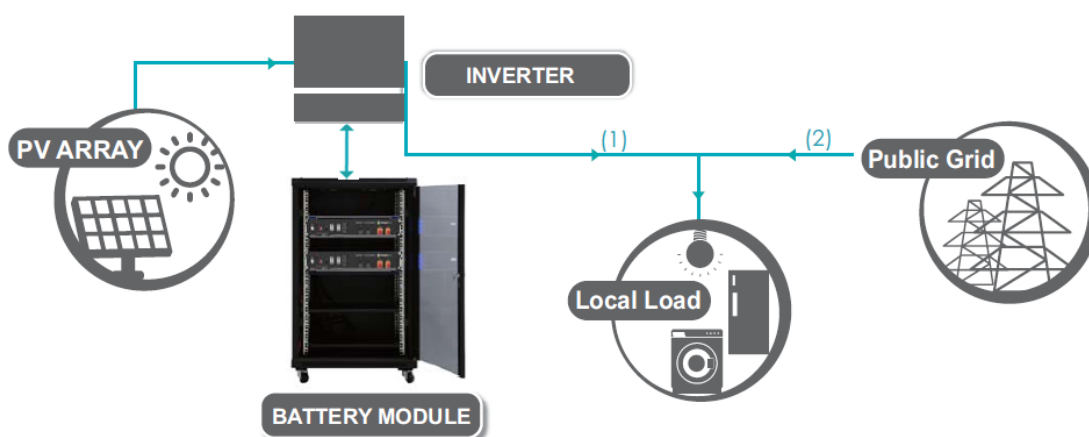 INVERTER
PV ARRAY
(1)
(2)
Public Grid
Local Load
BATTERY MODULE